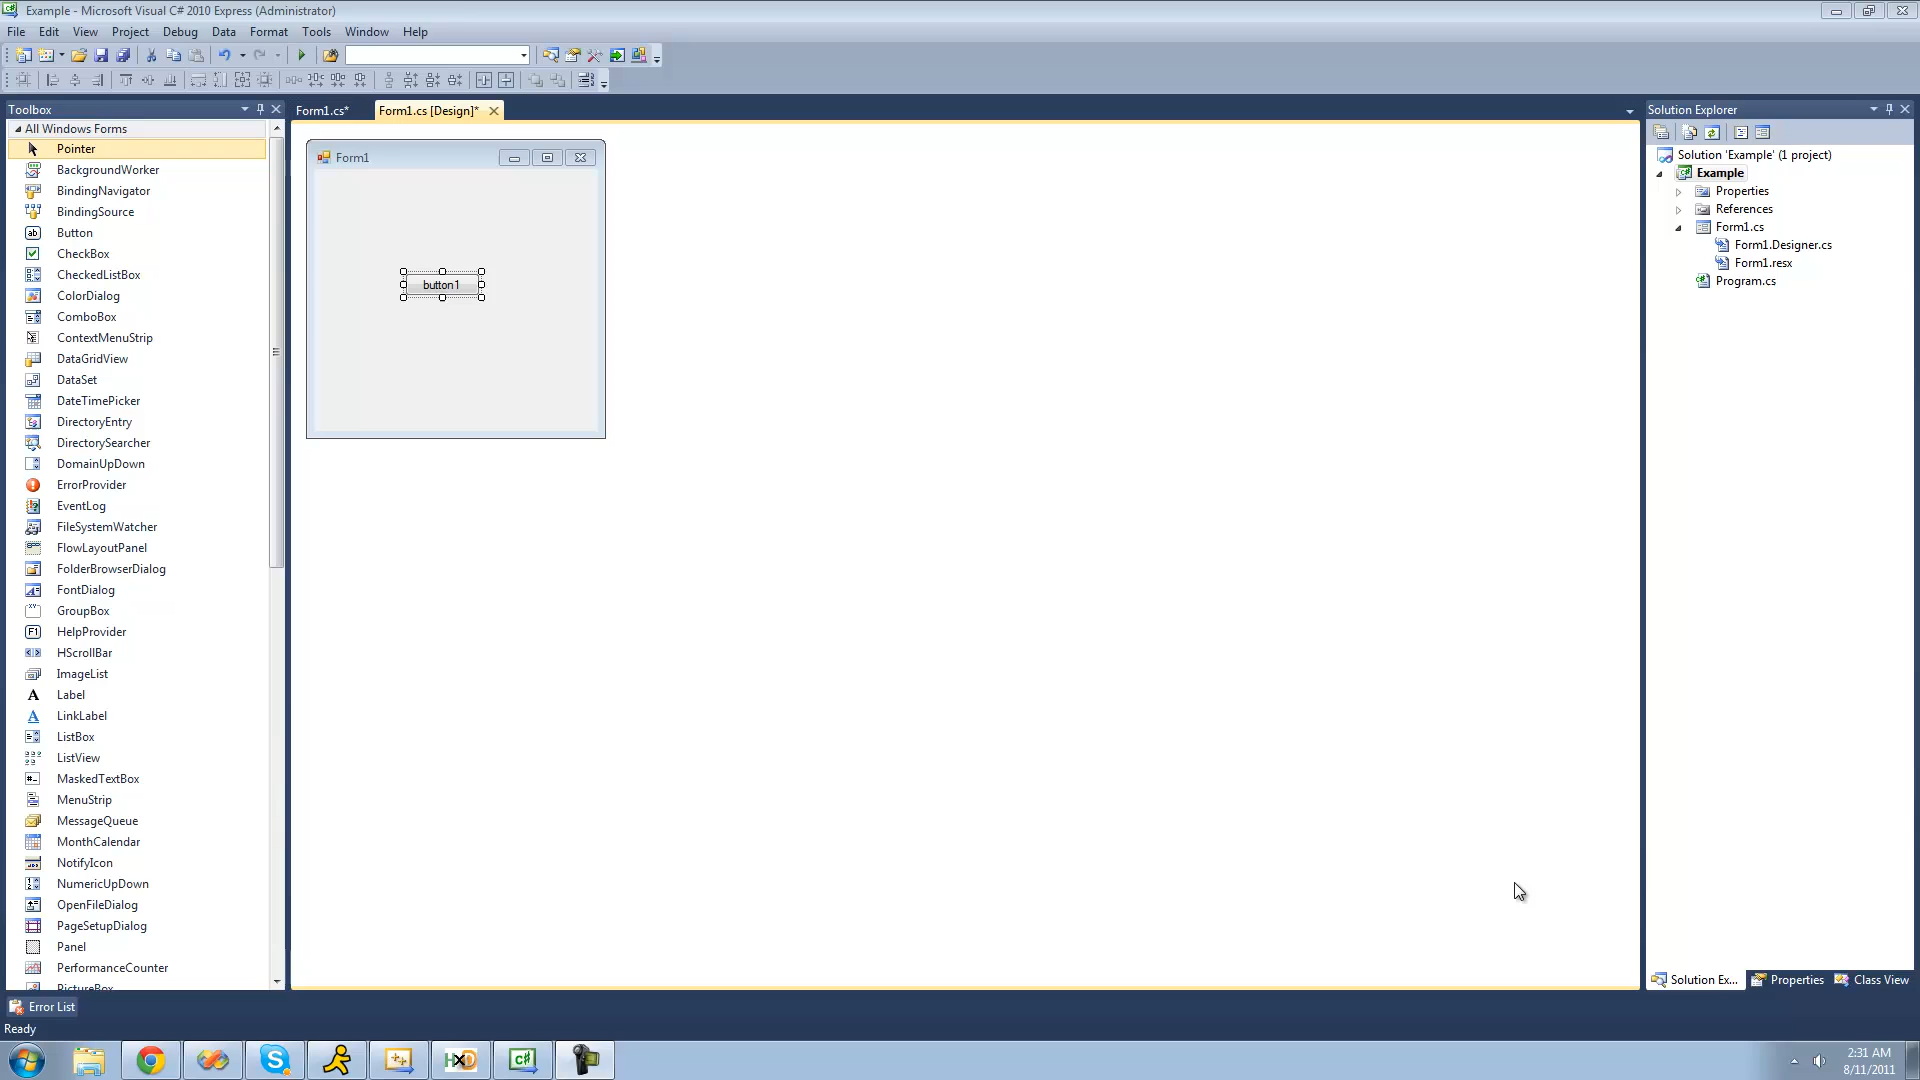 Example - Microsoft Visual C# 2010 Express (Administrator)
File Edit View Project Debug Data Format Tools Window Help
Toolbox
All Windows Forms
Pointer
BackgroundWorker
BindingNavigator
BindingSource
Button
CheckBox
CheckedListBox
ColorDialog
ComboBox
ContextMenuStrip
DataGridView
DataSet
DateTimePicker
DirectoryEntry
DirectorySearcher
DomainUpDown
ErrorProvider
EventLog
FileSystemWatcher
FlowLayoutPanel
FolderBrowserDialog
FontDialog
GroupBox
HelpProvider
HScrollBar
ImageList
Label
LinkLabel
ListBox
ListView
MaskedTextBox
MenuStrip
MessageQueue
MonthCalendar
NotifyIcon
NumericUpDown
OpenFileDialog
PageSetupDialog
Panel
PerformanceCounter
PictureBox
Form1.cs* Form1.cs [Design]*
Form1
button1
Solution Explorer
Solution 'Example' (1 project)
Example
Properties
References
Form1.cs
Form1.Designer.cs
Form1.resx
Program.cs
Solution Ex... Properties Class View
Error List
Ready
2:31 AM
8/11/2011